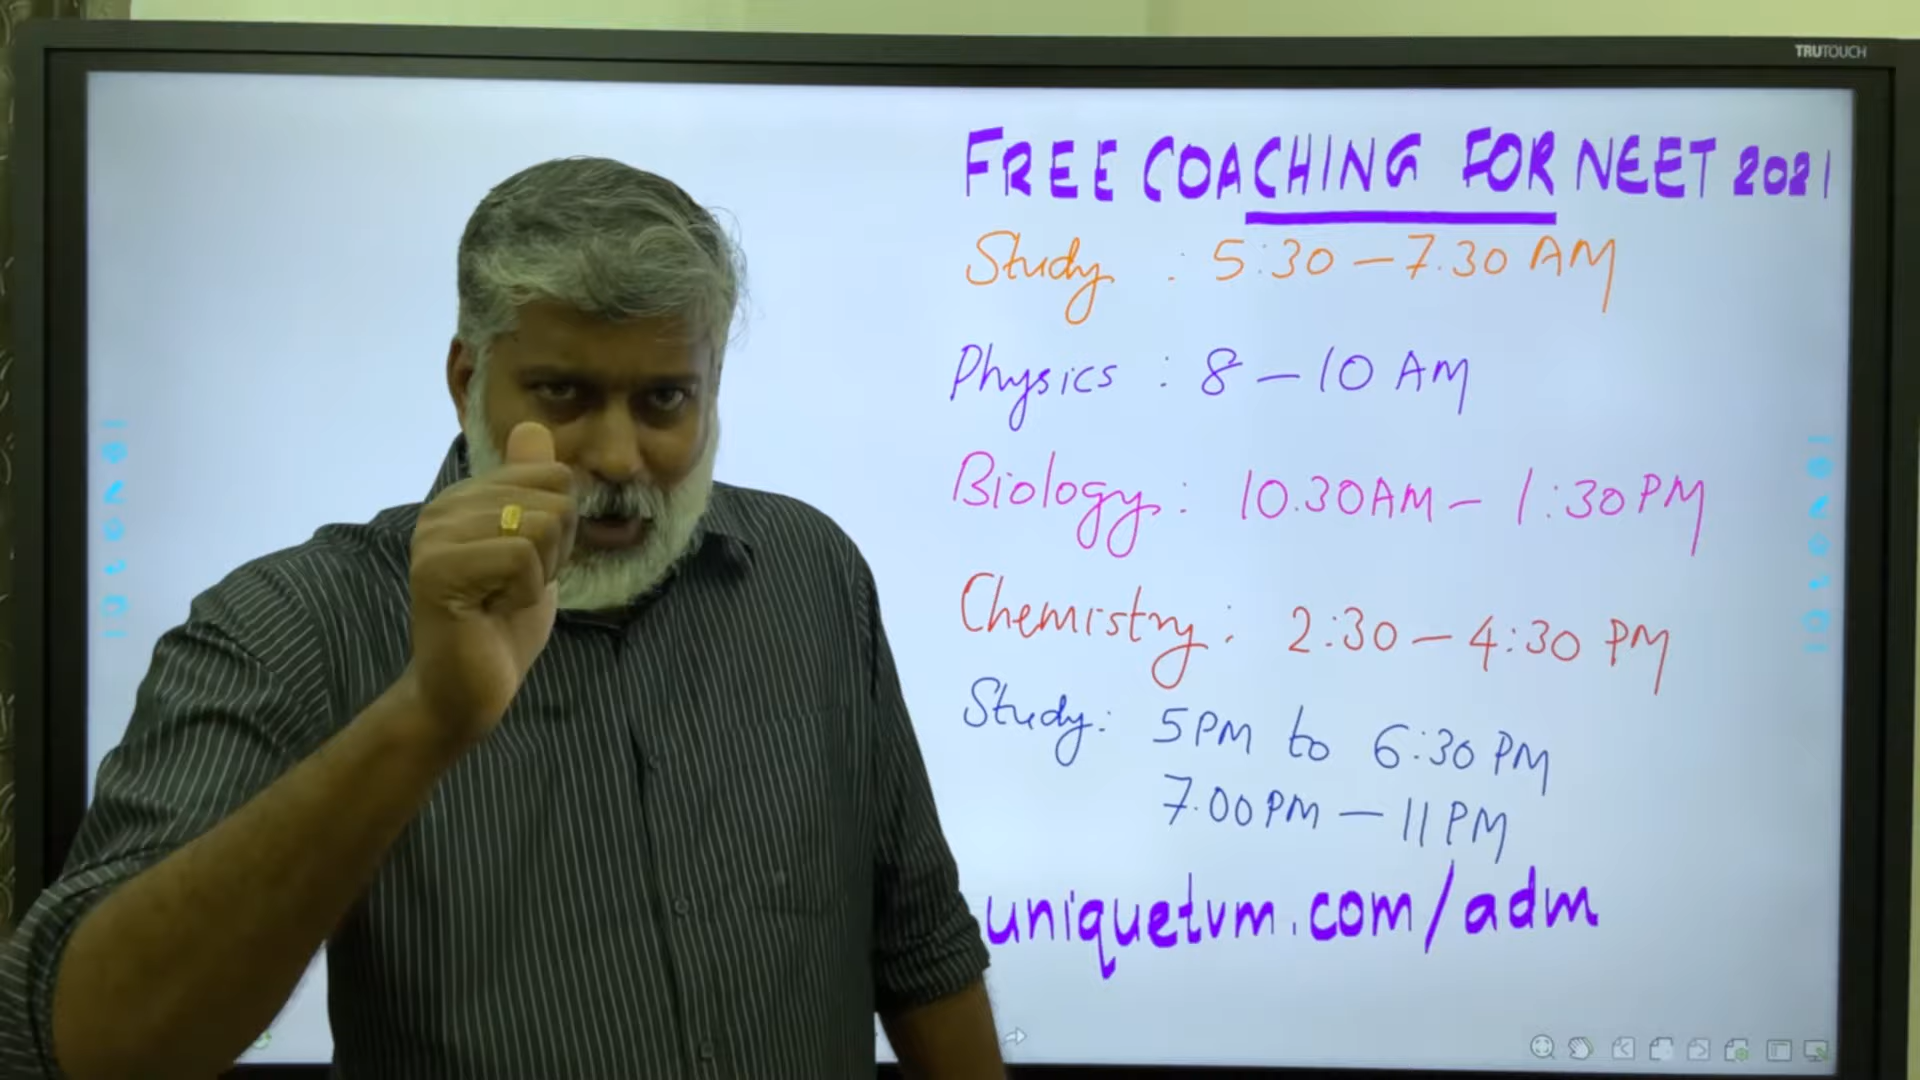 TRUTOUCH
FREE COACHING FOR NEET 2021
Study : 5:30 – 7.30 AM
Physics : 8 – 10 AM
Biology : 10.30AM – 1:30PM
Chemistry : 2:30 – 4:30 PM
Study : 5PM to 6:30 PM
7.00PM – 11PM
uniquetvm.com/adm